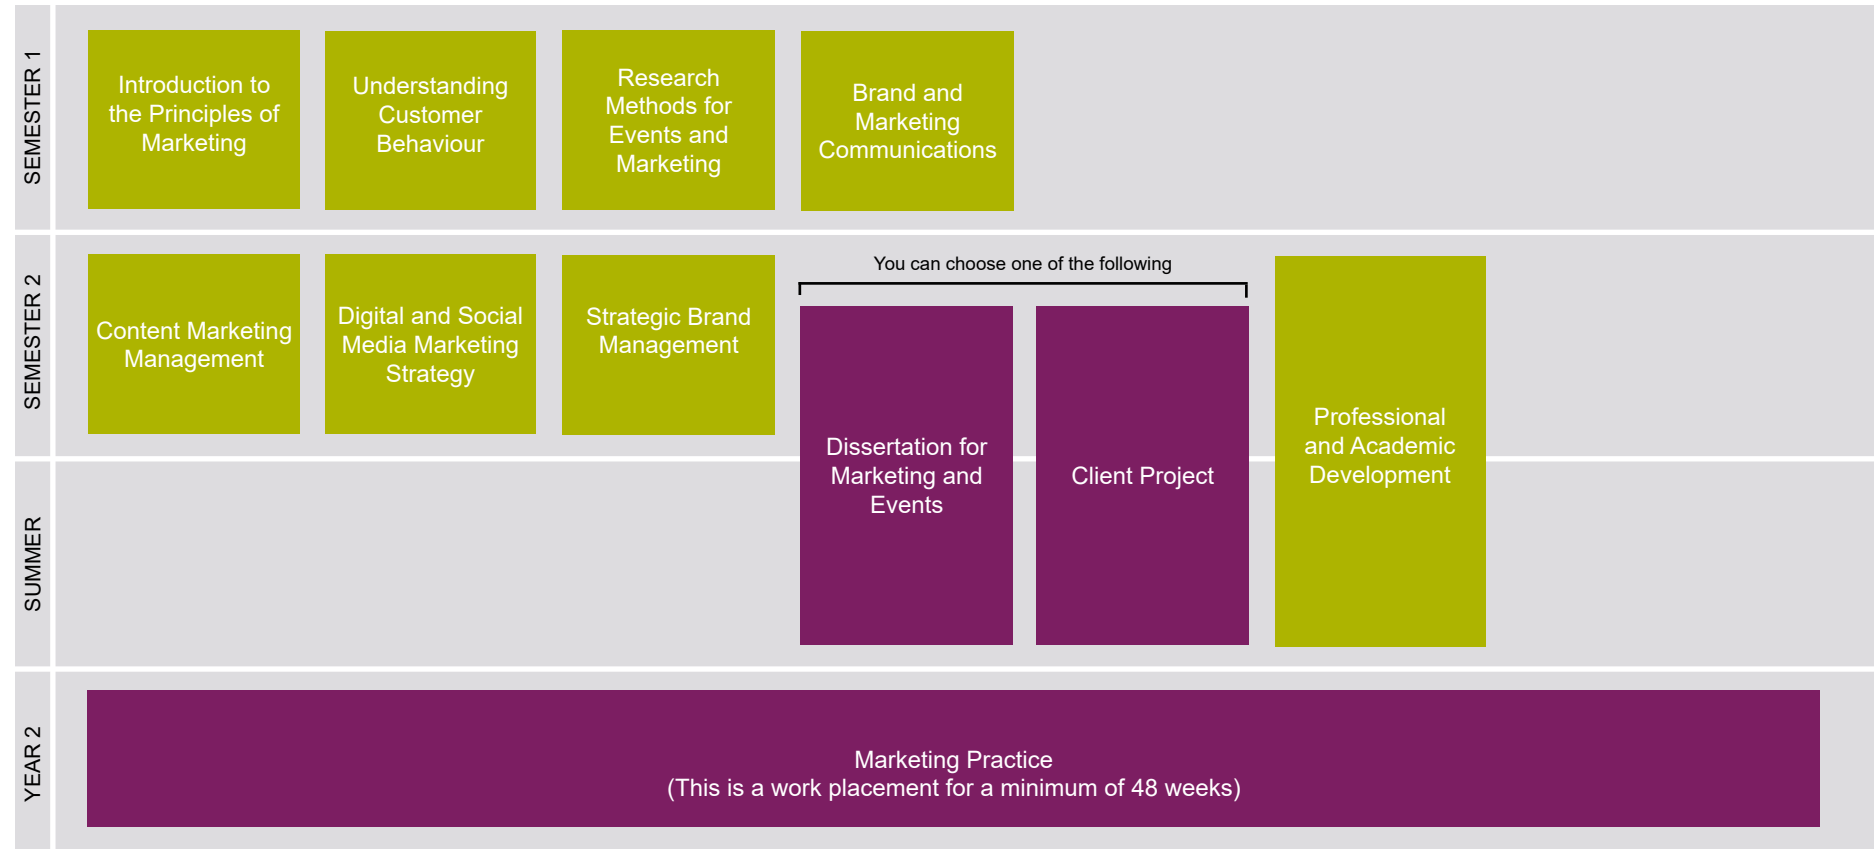 SEMESTER 1
Introduction to
the Principles of
Marketing
Understanding
Customer
Behaviour
Research
Methods for
Events and
Marketing
Brand and
Marketing
Communications
SEMESTER 2
Content Marketing
Management
Digital and Social
Media Marketing
Strategy
Strategic Brand
Management
You can choose one of the following
Dissertation for
Marketing and
Events
Client Project
Professional
and Academic
Development
SUMMER
YEAR 2
Marketing Practice
(This is a work placement for a minimum of 48 weeks)